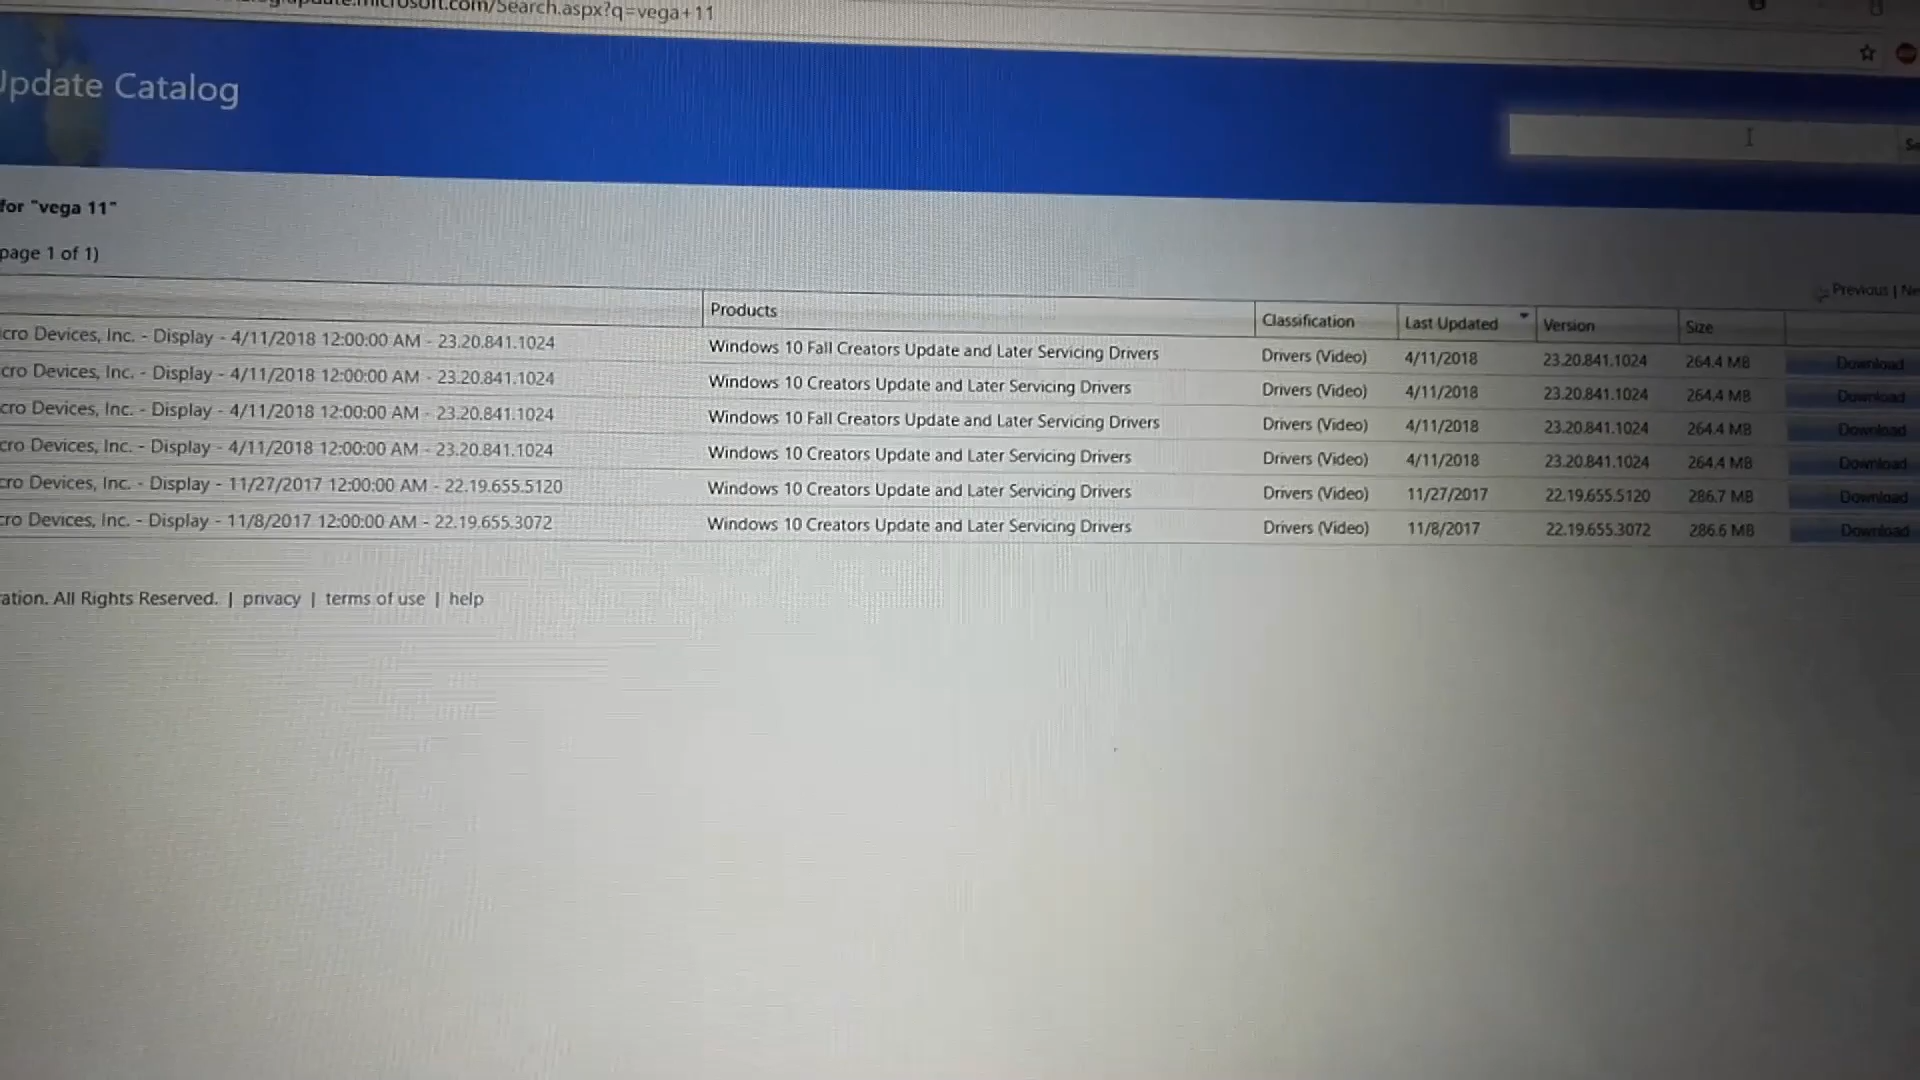 microsoft.com/Search.aspx?q=vega+11
Update Catalog
for "vega 11"
page 1 of 1)
Previous | Ne
Products Classification Last Updated Version Size
cro Devices, Inc. - Display - 4/11/2018 12:00:00 AM - 23.20.841.1024 Windows 10 Fall Creators Update and Later Servicing Drivers Drivers (Video) 4/11/2018 23.20.841.1024 264.4 MB Download
cro Devices, Inc. - Display - 4/11/2018 12:00:00 AM - 23.20.841.1024 Windows 10 Creators Update and Later Servicing Drivers Drivers (Video) 4/11/2018 23.20.841.1024 264.4 MB Download
cro Devices, Inc. - Display - 4/11/2018 12:00:00 AM - 23.20.841.1024 Windows 10 Fall Creators Update and Later Servicing Drivers Drivers (Video) 4/11/2018 23.20.841.1024 264.4 MB Download
cro Devices, Inc. - Display - 4/11/2018 12:00:00 AM - 23.20.841.1024 Windows 10 Creators Update and Later Servicing Drivers Drivers (Video) 4/11/2018 23.20.841.1024 264.4 MB Download
cro Devices, Inc. - Display - 11/27/2017 12:00:00 AM - 22.19.655.5120 Windows 10 Creators Update and Later Servicing Drivers Drivers (Video) 11/27/2017 22.19.655.5120 286.7 MB Download
cro Devices, Inc. - Display - 11/8/2017 12:00:00 AM - 22.19.655.3072 Windows 10 Creators Update and Later Servicing Drivers Drivers (Video) 11/8/2017 22.19.655.3072 286.6 MB Download
ation. All Rights Reserved. | privacy | terms of use | help